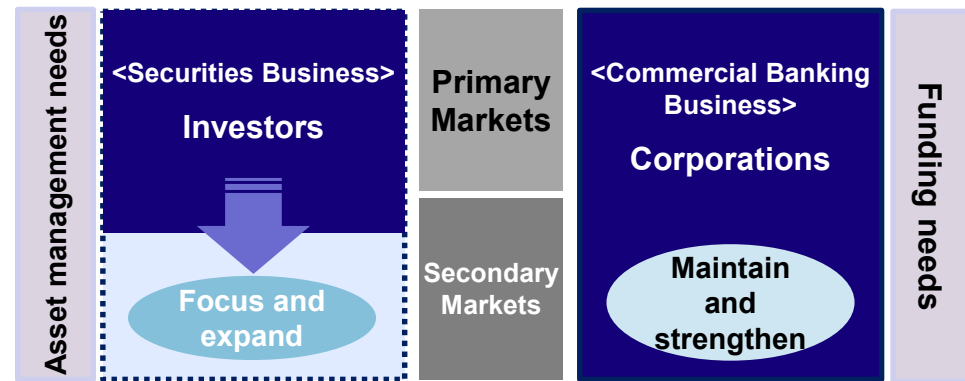 Asset management needs
<Securities Business>
Investors
Focus and
expand
Primary
Markets
Secondary
Markets
<Commercial Banking
Business>
Corporations
Maintain
and
strengthen
Funding needs